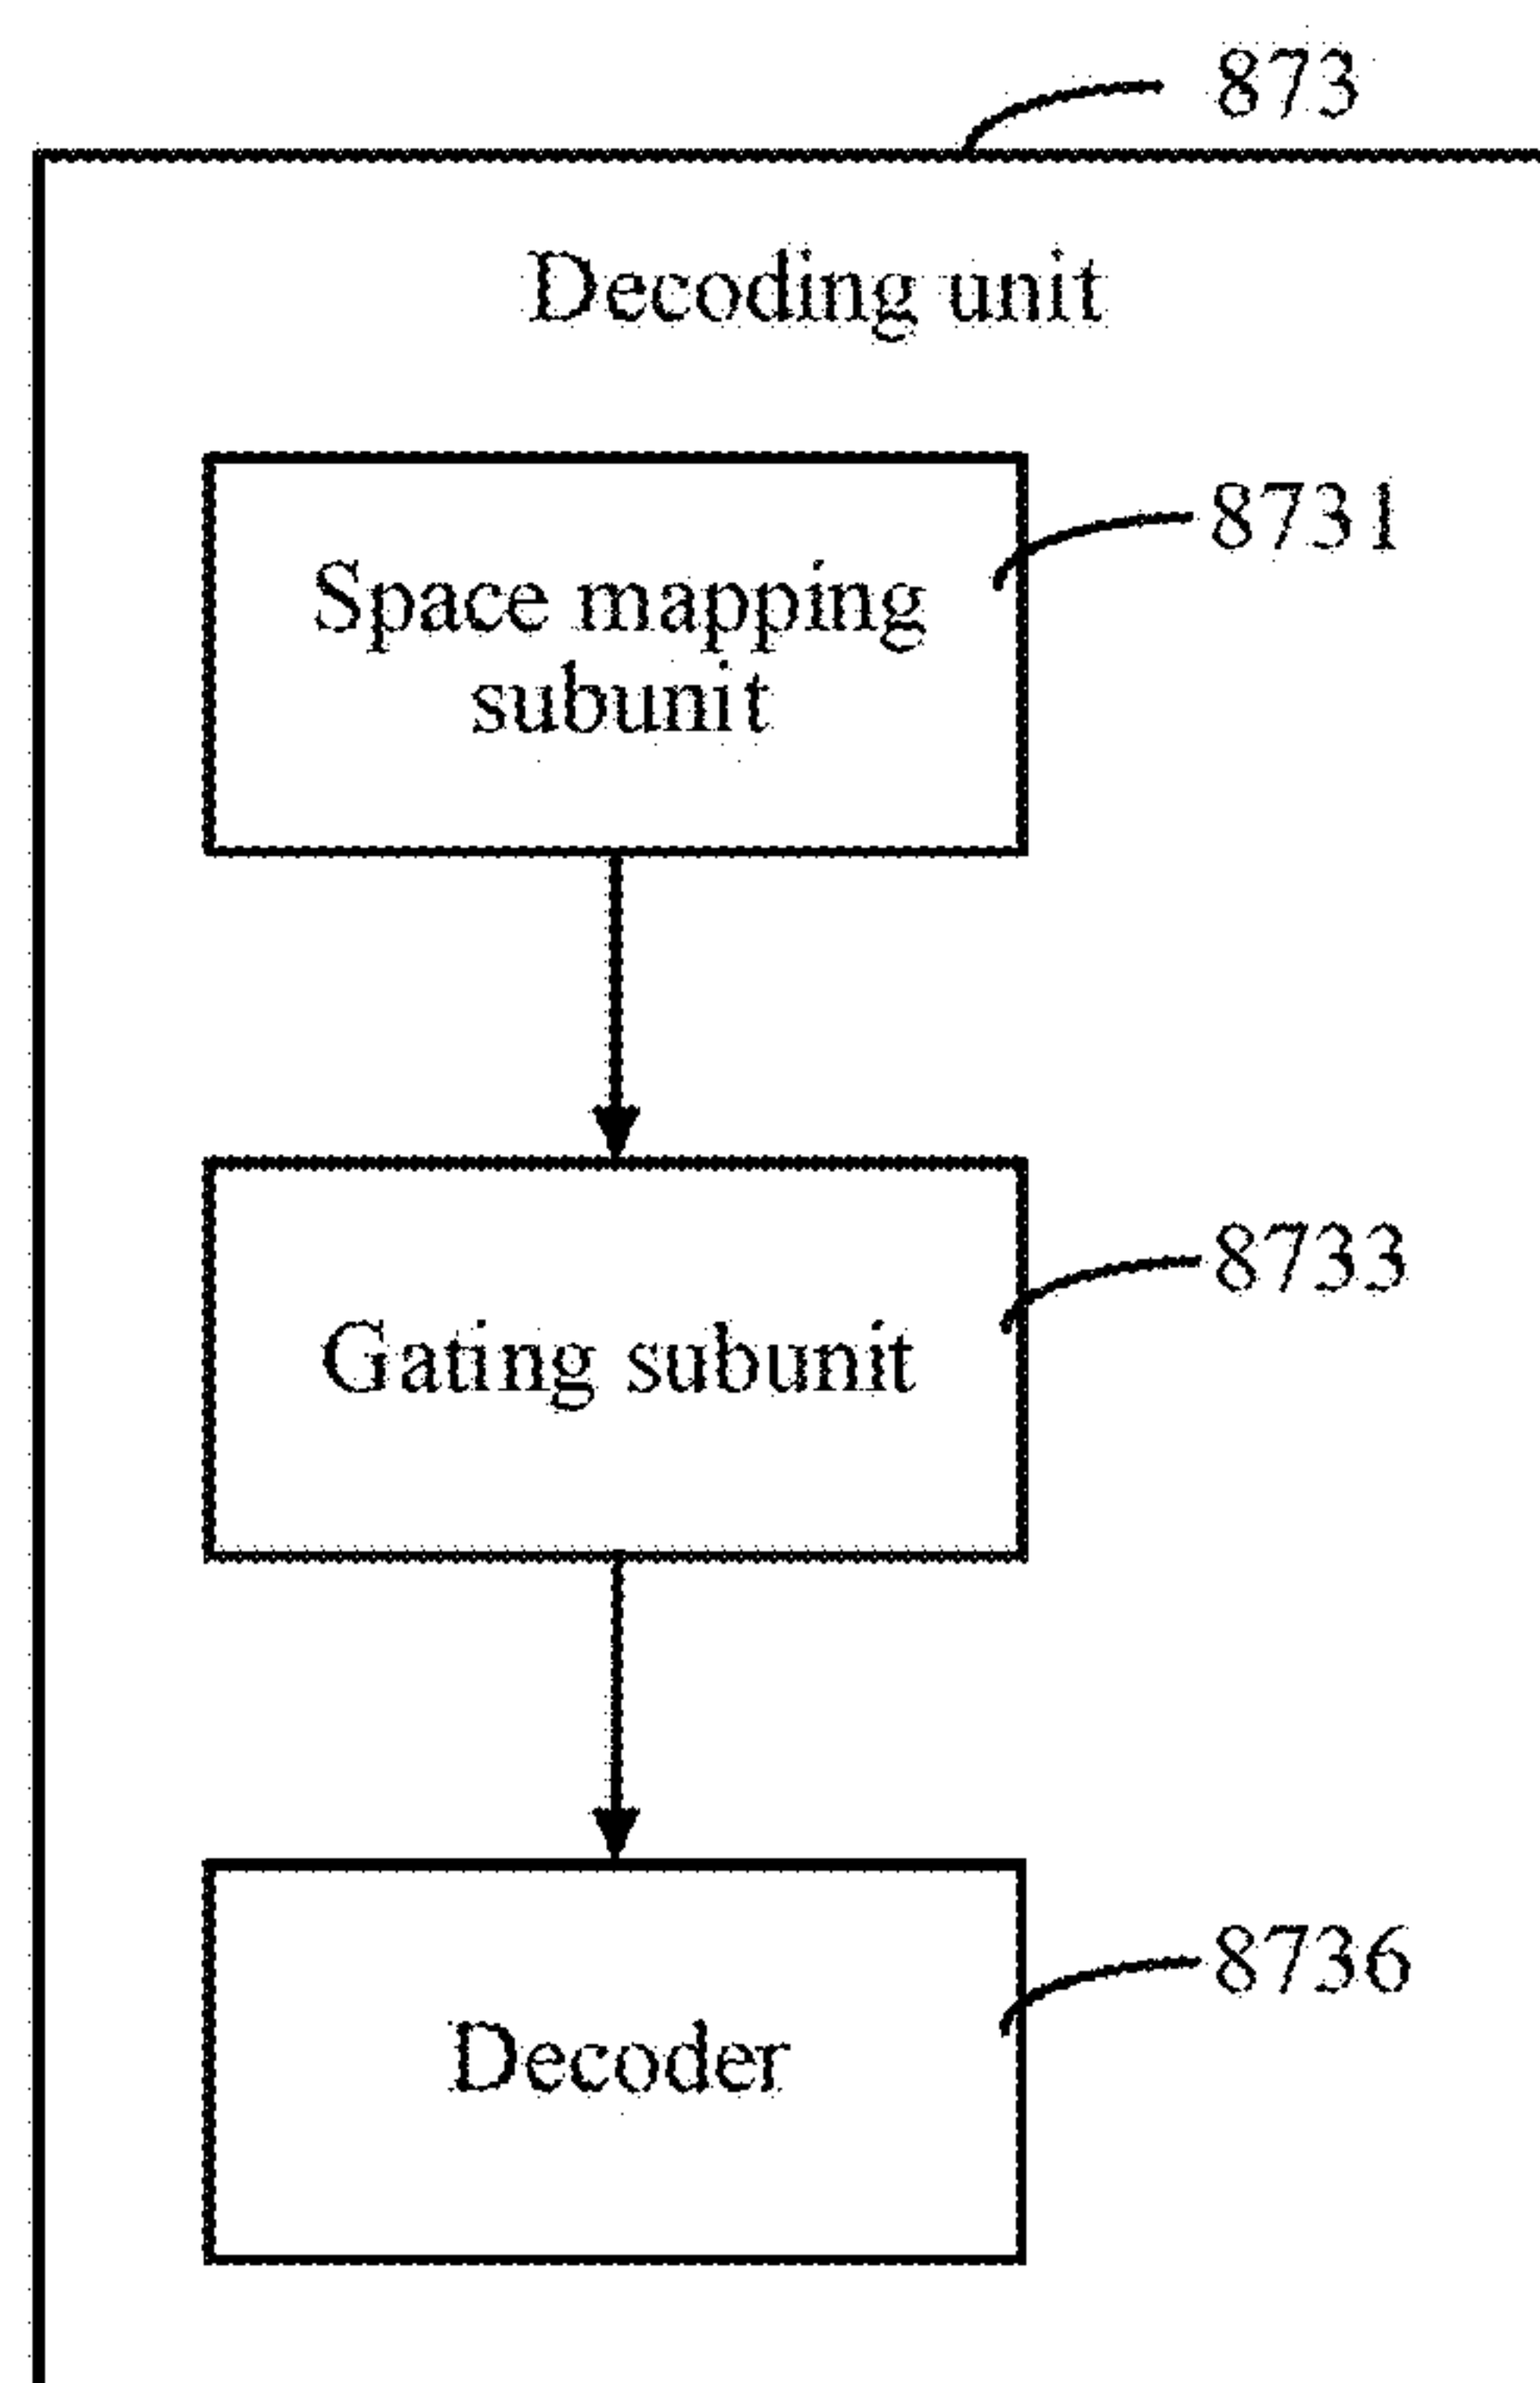 873
Decoding unit
8731
Space mapping
subunit
8733
Gating subunit
8736
Decoder